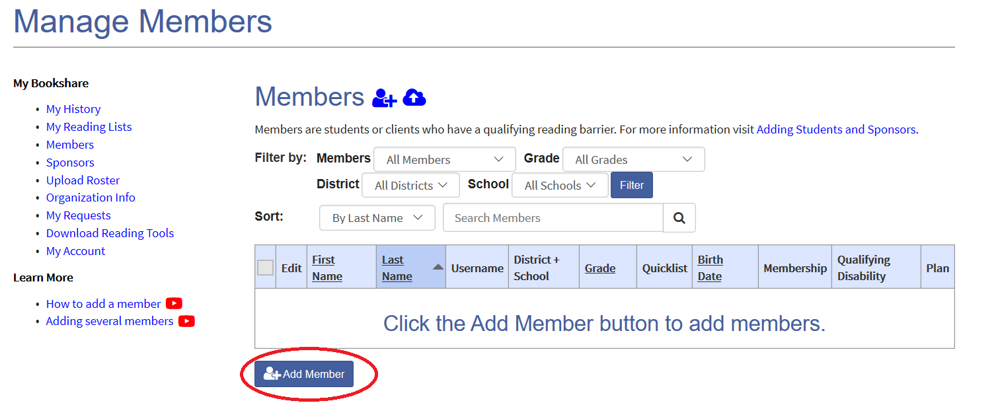 Manage Members
My Bookshare
My History
My Reading Lists
Members
Sponsors
Upload Roster
Organization Info
My Requests
Download Reading Tools
My Account
Learn More
How to add a member
Adding several members
Members
Members are students or clients who have a qualifying reading barrier. For more information visit Adding Students and Sponsors.
Filter by: Members All Members Grade All Grades
District All Districts School All Schools Filter
Sort: By Last Name Search Members
Edit First Name Last Name Username District + School Grade Quicklist Birth Date Membership Qualifying Disability Plan
Click the Add Member button to add members.
Add Member